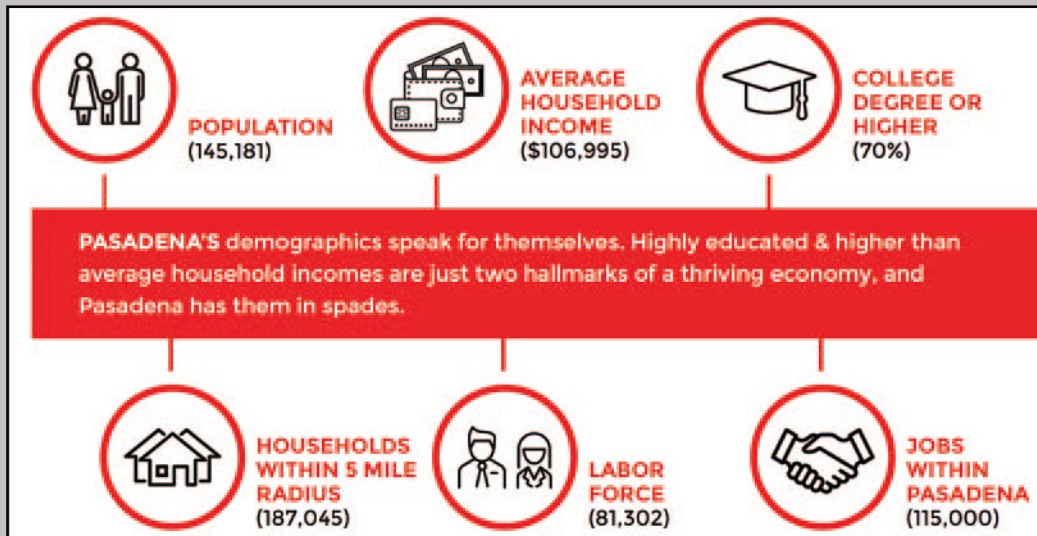 POPULATION
(145,181)
AVERAGE
HOUSEHOLD
INCOME
($106,995)
COLLEGE
DEGREE OR
HIGHER
(70%)
PASADENA'S demographics speak for themselves. Highly educated & higher than
average household incomes are just two hallmarks of a thriving economy, and
Pasadena has them in spades.
HOUSEHOLDS
WITHIN 5 MILE
RADIUS
(187,045)
LABOR
FORCE
(81,302)
JOBS
WITHIN
PASADENA
(115,000)